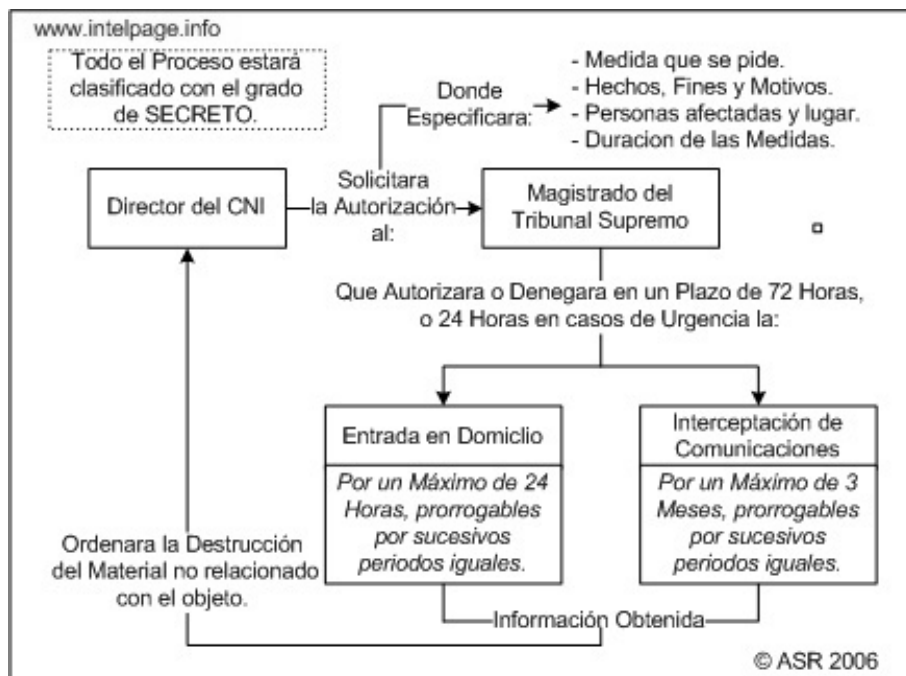 www.intelpage.info
Todo el Proceso estará
clasificado con el grado
de SECRETO.
Donde
Especificara:
- Medida que se pide.
- Hechos, Fines y Motivos.
- Personas afectadas y lugar.
- Duracion de las Medidas.
Director del CNI
Solicitara
la Autorización
al:
Magistrado del
Tribunal Supremo
Que Autorizara o Denegara en un Plazo de 72 Horas,
o 24 Horas en casos de Urgencia la:
Entrada en Domiclio
Por un Máximo de 24
Horas, prorrogables
por sucesivos
periodos iguales.
Interceptación de
Comunicaciones
Por un Máximo de 3
Meses, prorrogables
por sucesivos
periodos iguales.
Ordenara la Destrucción
del Material no relacionado
con el objeto.
Información Obtenida
© ASR 2006